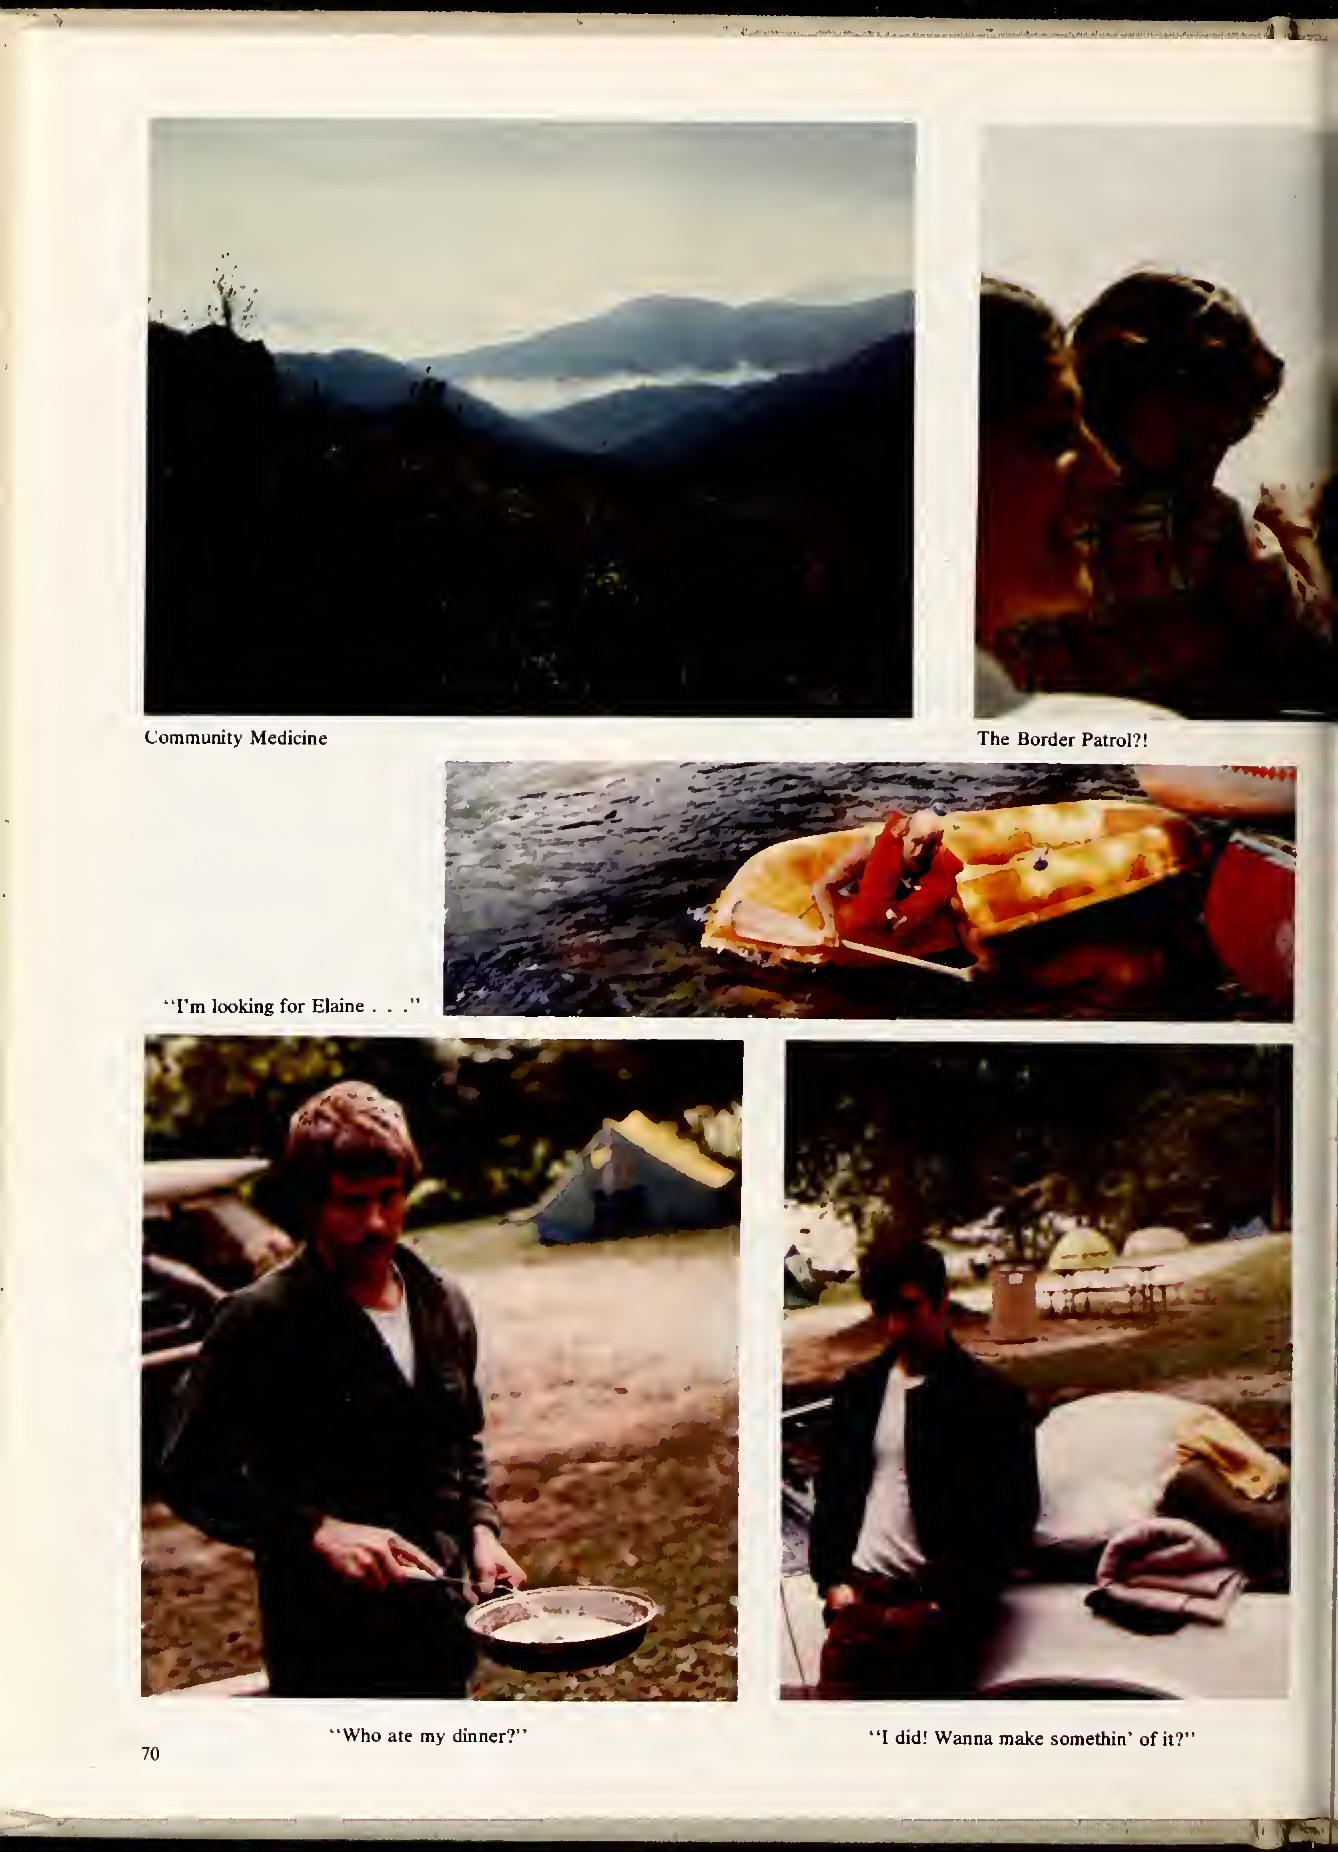 Community Medicine
The Border Patrol?!
"I'm looking for Elaine . . ."
"Who ate my dinner?"
"I did! Wanna make somethin' of it?"
70